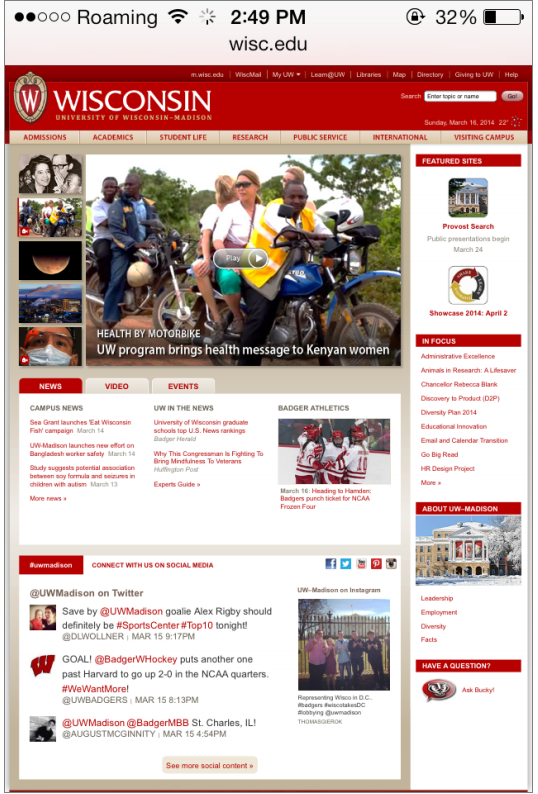 Roaming 2:49 PM 32%
wisc.edu
m.wisc.edu | WiscMail | My UW | Learn@UW | Libraries | Map | Directory | Giving to UW | Help
W WISCONSIN
UNIVERSITY OF WISCONSIN–MADISON
Search Enter topic or name Go!
Sunday, March 16, 2014 22°
ADMISSIONS ACADEMICS STUDENT LIFE RESEARCH PUBLIC SERVICE INTERNATIONAL VISITING CAMPUS
Play
HEALTH BY MOTORBIKE
UW program brings health message to Kenyan women
FEATURED SITES
Provost Search
Public presentations begin
March 24
Showcase 2014: April 2
IN FOCUS
Administrative Excellence
Animals in Research: A Lifesaver
Chancellor Rebecca Blank
Discovery to Product (D2P)
Diversity Plan 2014
Educational Innovation
Email and Calendar Transition
Go Big Read
HR Design Project
More »
NEWS VIDEO EVENTS
CAMPUS NEWS
Sea Grant launches 'Eat Wisconsin
Fish' campaign March 14
UW-Madison launches new effort on
Bangladesh worker safety March 14
Study suggests potential association
between soy formula and seizures in
children with autism March 13
More news »
UW IN THE NEWS
University of Wisconsin graduate
schools top U.S. News rankings
Badger Herald
Why This Congressman Is Fighting To
Bring Mindfulness To Veterans
Huffington Post
Experts Guide »
BADGER ATHLETICS
March 16 Heading to Hamden:
Badgers punch ticket for NCAA
Frozen Four
ABOUT UW–MADISON
Leadership
Employment
Diversity
Facts
HAVE A QUESTION?
Ask Bucky!
#uwmadison CONNECT WITH US ON SOCIAL MEDIA
@UWMadison on Twitter
Save by @UWMadison goalie Alex Rigby should
definitely be #SportsCenter #Top10 tonight!
@DLWOLLNER | MAR 15 9:17PM
GOAL! @BadgerWHockey puts another one
past Harvard to go up 2-0 in the NCAA quarters.
#WeWantMore!
@UWBADGERS | MAR 15 8:13PM
@UWMadison @BadgerMBB St. Charles, IL!
@AUGUSTMCGINNITY | MAR 15 4:54PM
See more social content »
UW–Madison on Instagram
Representing Wisco in D.C..
#badgers #wiscotakesDC
#lobbying @uwmadison
THOMASGIEROK